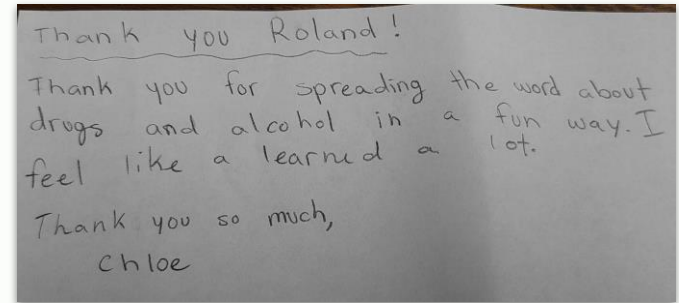 Thank you Roland!
Thank you for spreading the word about
drugs and alcohol in a fun way. I
feel like a learned a lot.
Thank you so much,
Chloe